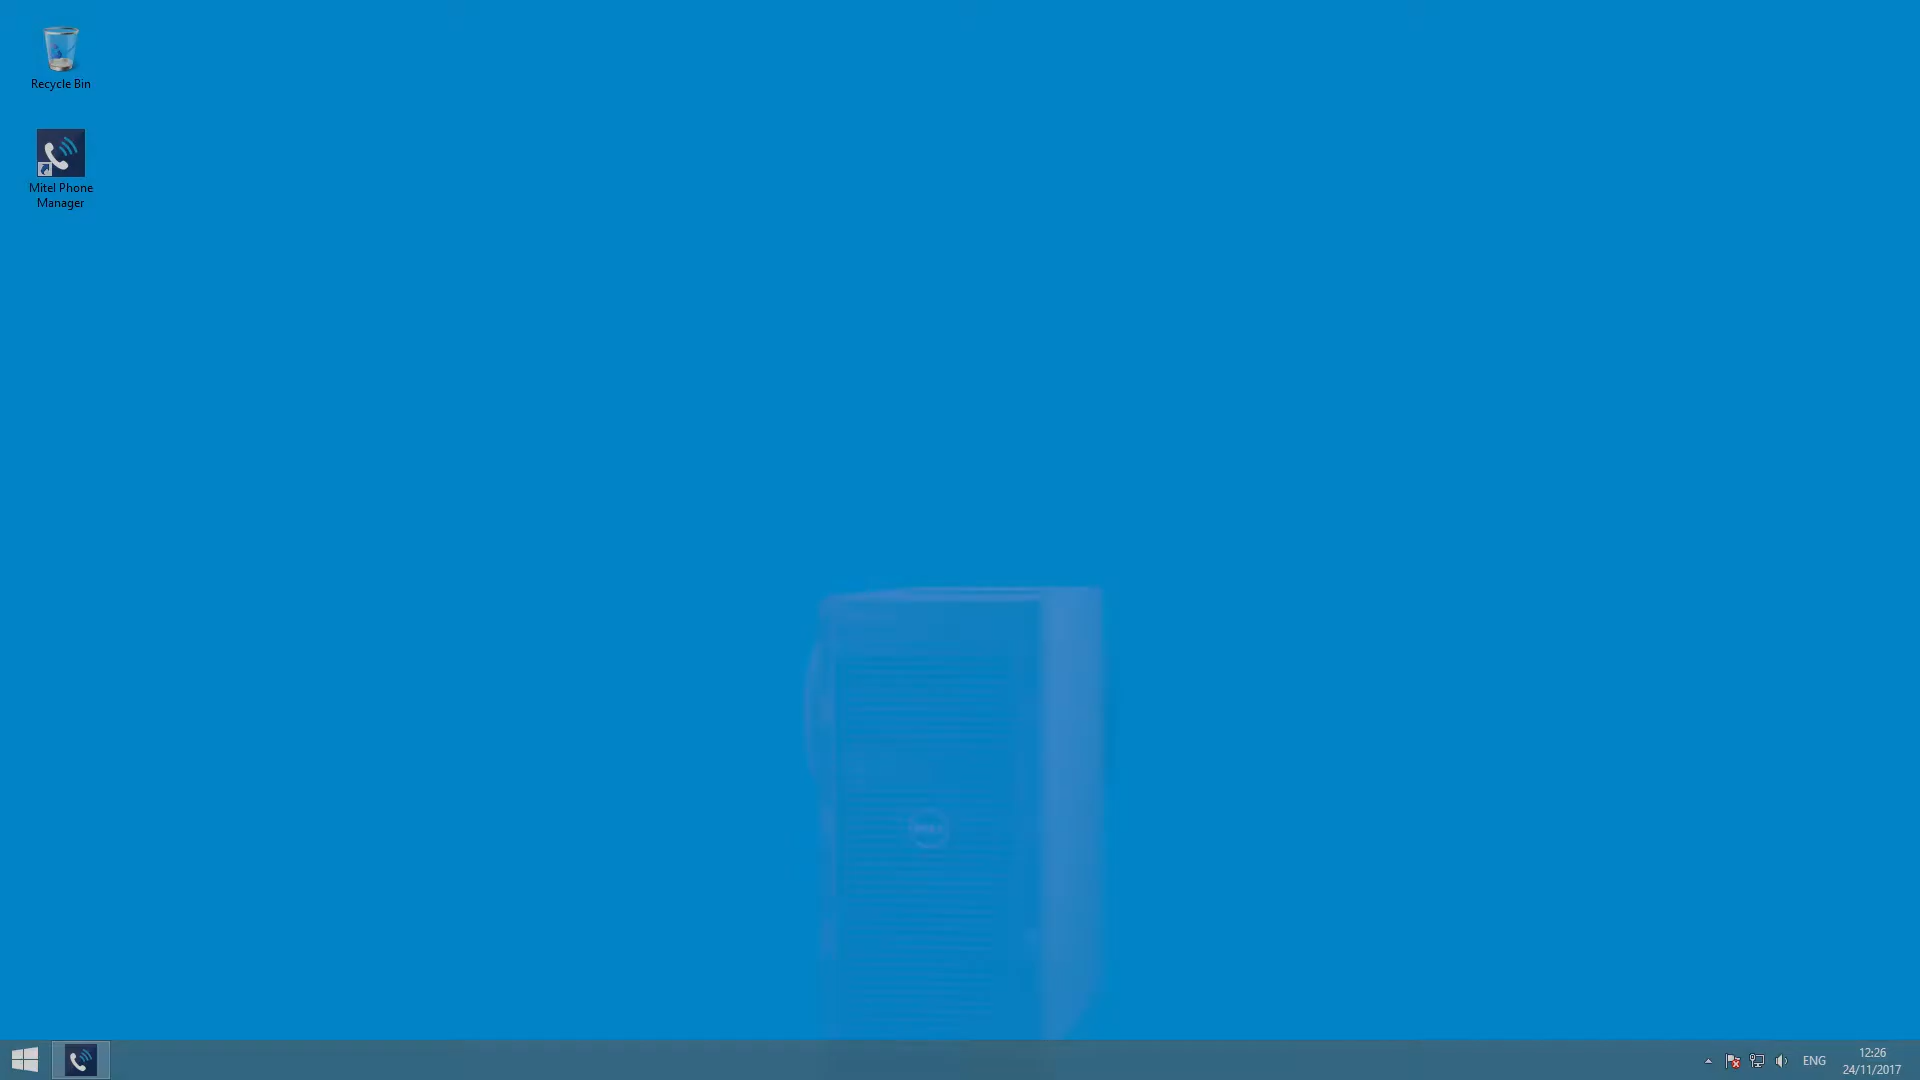 Recycle Bin
Mitel Phone
Manager
ENG
12:26
24/11/2017